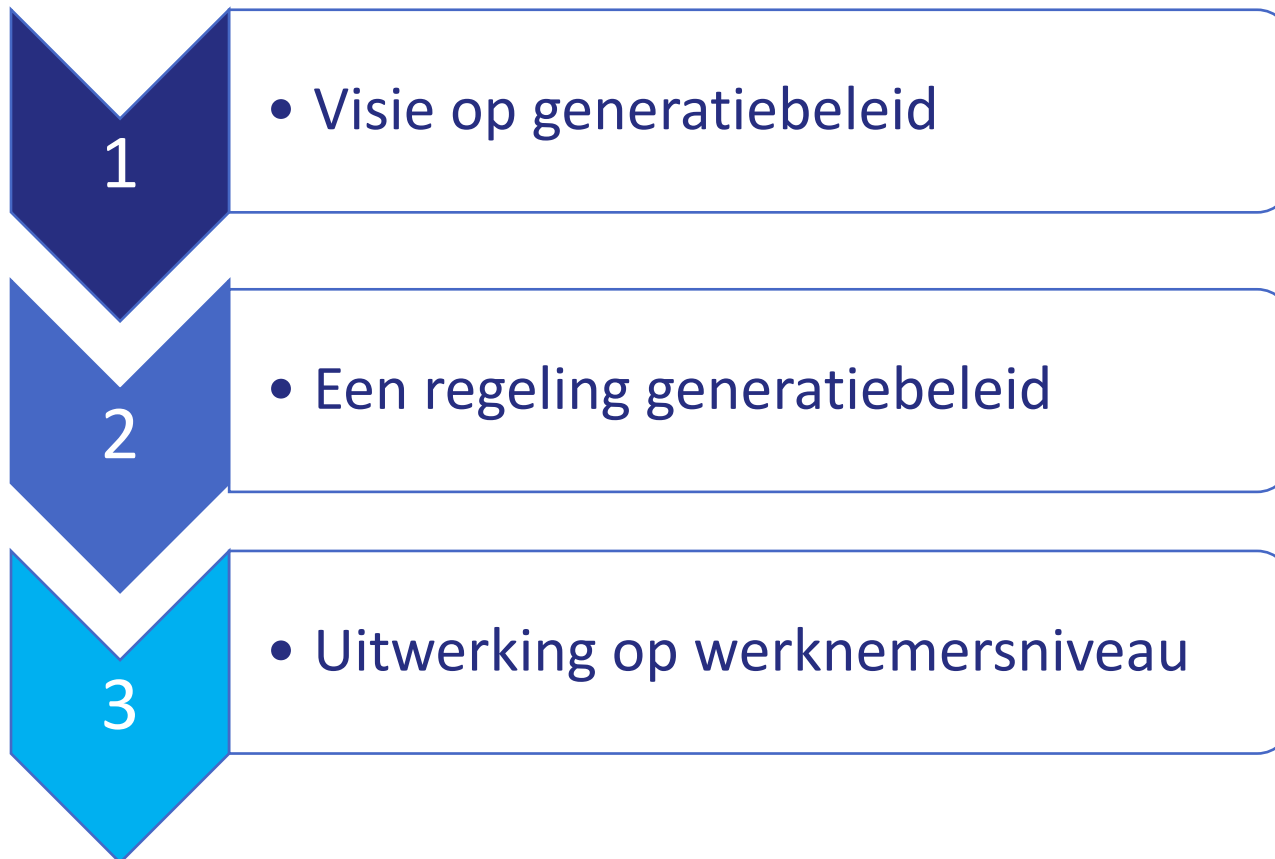 1
• Visie op generatiebeleid
2
• Een regeling generatiebeleid
3
• Uitwerking op werknemersniveau